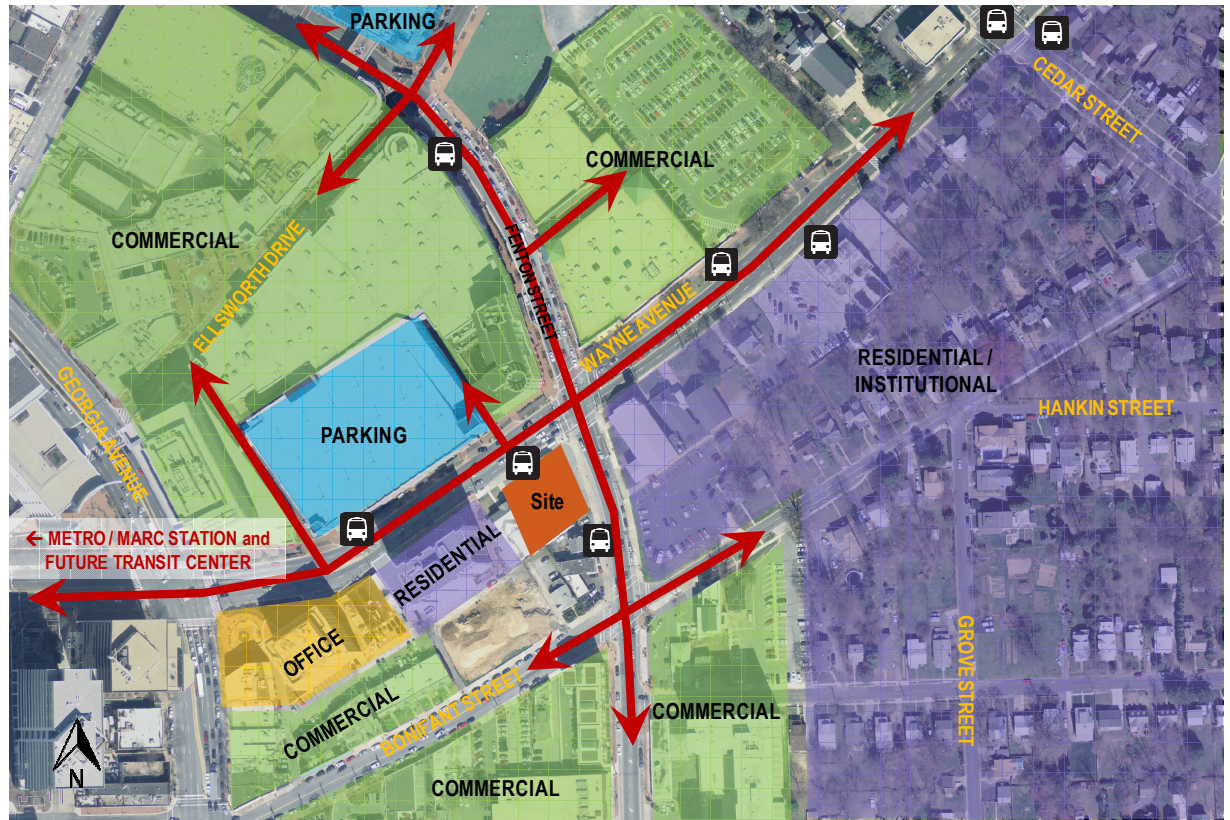 PARKING
CEDAR STREET
COMMERCIAL
COMMERCIAL
ELLSWORTH DRIVE
FENTON STREET
WAYNE AVENUE
RESIDENTIAL /
INSTITUTIONAL
GEORGIA AVENUE
HANKIN STREET
PARKING
Site
← METRO / MARC STATION and
FUTURE TRANSIT CENTER
RESIDENTIAL
OFFICE
GROVE STREET
COMMERCIAL
BONIFANT STREET
COMMERCIAL
N
COMMERCIAL